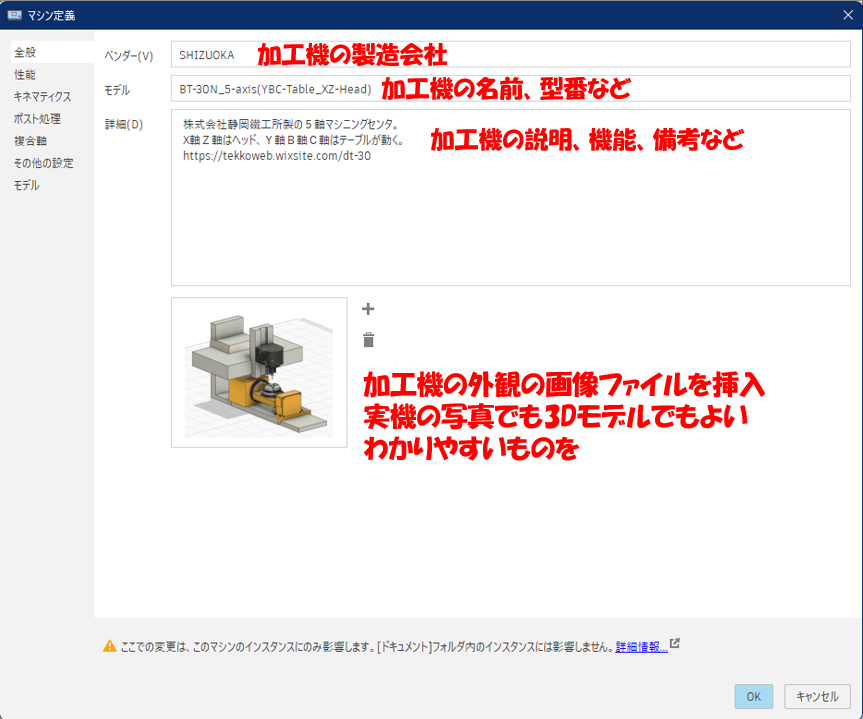 マシン定義
全般
性能
キネマティクス
ポスト処理
複合軸
その他の設定
モデル
ベンダー(V)
SHIZUOKA
加工機の製造会社
モデル
BT-30N_5-axis(YBC-Table_XZ-Head)
加工機の名前、型番など
詳細(D)
株式会社静岡鐵工所製の５軸マシニングセンタ。
X軸Ｚ軸はヘッド、Ｙ軸Ｂ軸Ｃ軸はテーブルが動く。
https://tekkoweb.wixsite.com/dt-30
加工機の説明、機能、備考など
加工機の外観の画像ファイルを挿入
実機の写真でも3Dモデルでもよい
わかりやすいものを
ここでの変更は、このマシンのインスタンスにのみ影響します。[ドキュメント]フォルダ内のインスタンスには影響しません。詳細情報...
OK
キャンセル